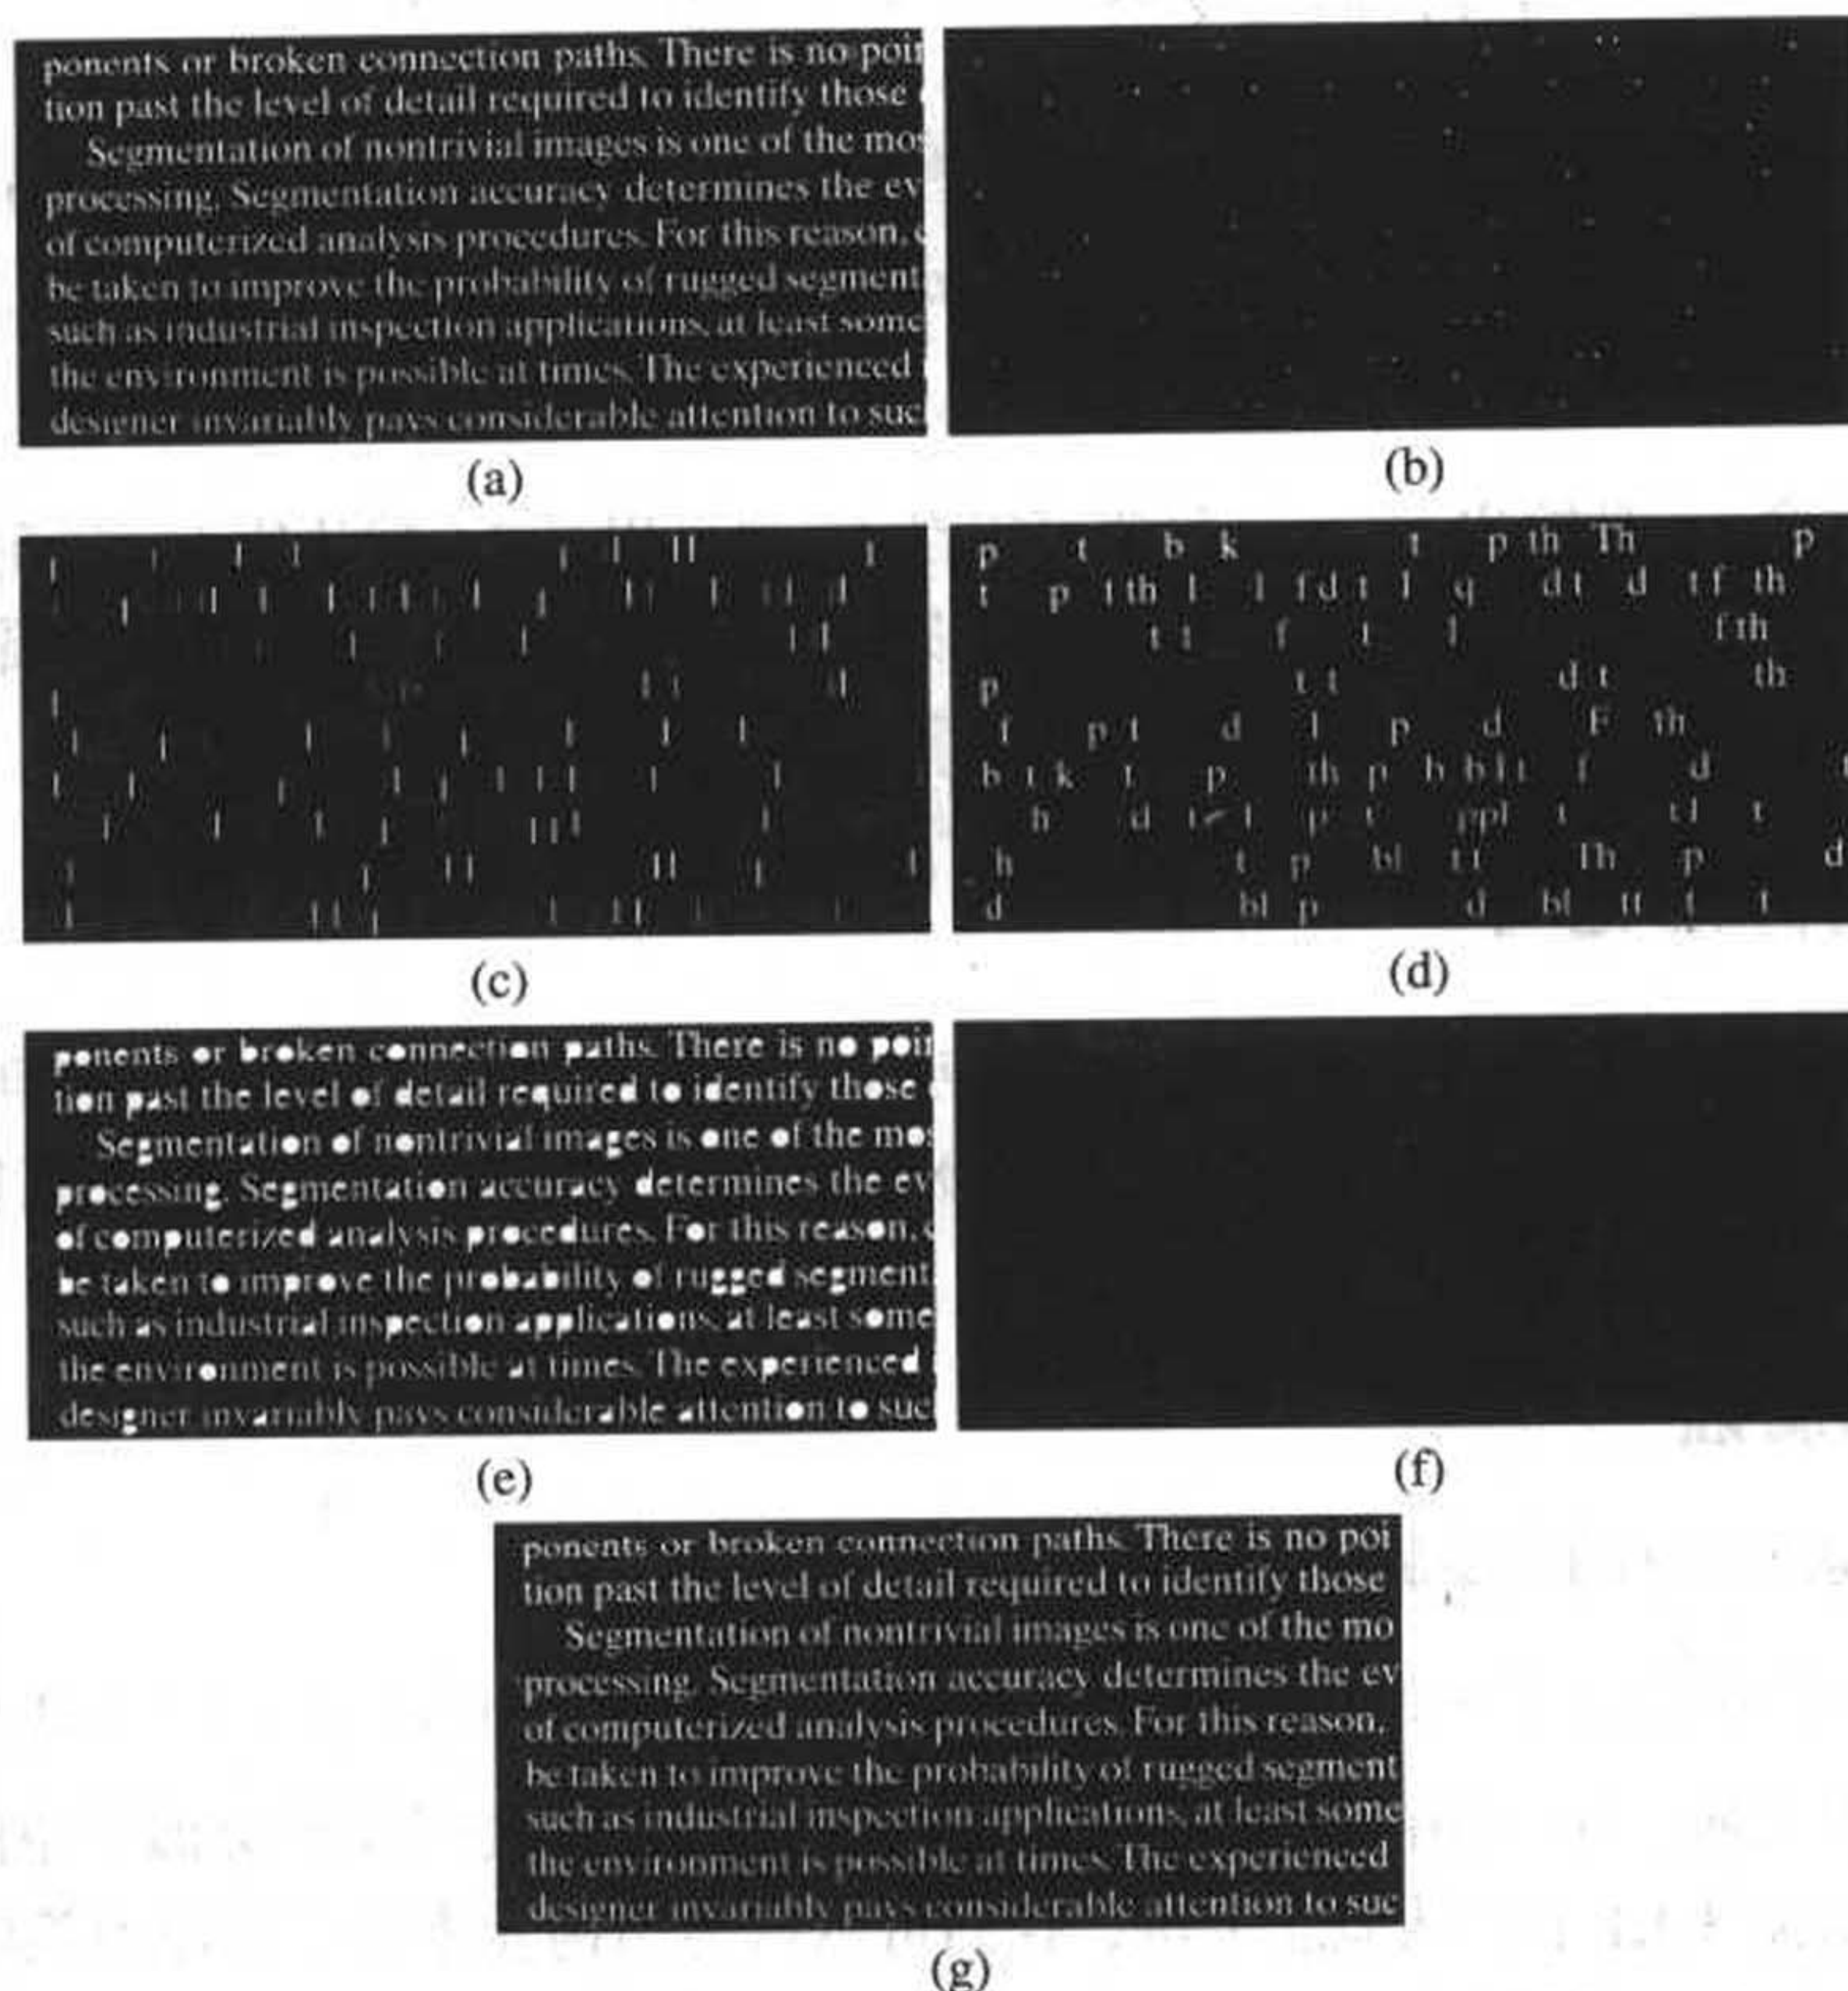 ponents or broken connection paths. There is no poin
tion past the level of detail required to identify those
Segmentation of nontrivial images is one of the mos
processing. Segmentation accuracy determines the ev
of computerized analysis procedures. For this reason, c
be taken to improve the probability of rugged segment
such as industrial inspection applications, at least some
the environment is possible at times. The experienced
designer invariably pays considerable attention to suc
(a)
(b)
p t b k t p th Th p
t p t th l l f d t l q d t d t f th
t t f t l f th
p t t d t th
f p t d l p d F th
b t k t p th p b b l t f d t
h d t l p t p p l t t l t
h t p b l t t Th p d
d b l p d b l t t t t
(c)
(d)
ponents or broken connection paths. There is no poin
tion past the level of detail required to identify those
Segmentation of nontrivial images is one of the mos
processing. Segmentation accuracy determines the ev
of computerized analysis procedures. For this reason, c
be taken to improve the probability of rugged segment
such as industrial inspection applications, at least some
the environment is possible at times. The experienced
designer invariably pays considerable attention to suc
(e)
(f)
ponents or broken connection paths. There is no poi
tion past the level of detail required to identify those
Segmentation of nontrivial images is one of the mo
processing. Segmentation accuracy determines the ev
of computerized analysis procedures. For this reason,
be taken to improve the probability of rugged segment
such as industrial inspection applications, at least some
the environment is possible at times. The experienced
designer invariably pays considerable attention to suc
(g)